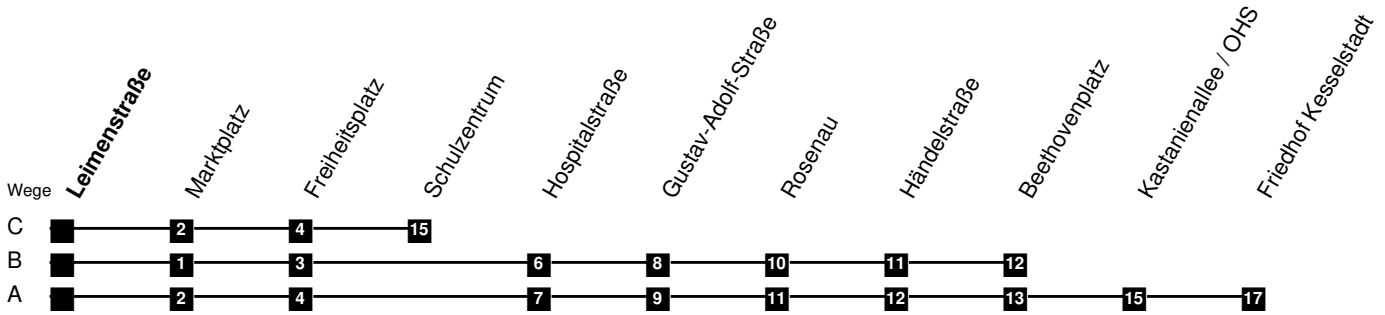 Leimenstraße
Marktplatz
Freiheitsplatz
Schulzentrum
Hospitalstraße
Gustav-Adolf-Straße
Rosenau
Händelstraße
Beethovenplatz
Kastanienallee / OHS
Friedhof Kesselstadt
Wege
C 2 4 15
B 1 3 6 8 10 11 12
A 2 4 7 9 11 12 13 15 17